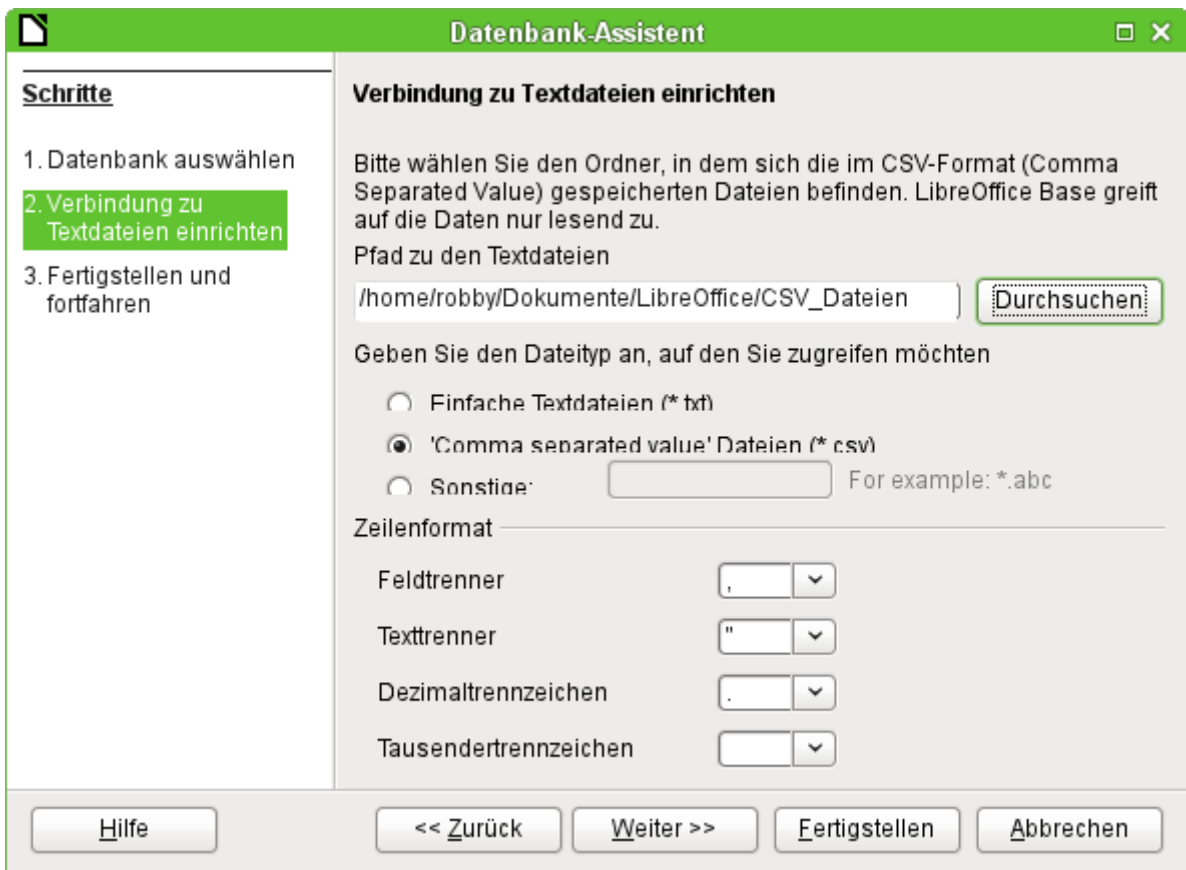 Datenbank-Assistent
Schritte
1. Datenbank auswählen
2. Verbindung zu
Textdateien einrichten
3. Fertigstellen und
fortfahren
Verbindung zu Textdateien einrichten
Bitte wählen Sie den Ordner, in dem sich die im CSV-Format (Comma
Separated Value) gespeicherten Dateien befinden. LibreOffice Base greift
auf die Daten nur lesend zu.
Pfad zu den Textdateien
/home/robby/Dokumente/LibreOffice/CSV_Dateien
Durchsuchen
Geben Sie den Dateityp an, auf den Sie zugreifen möchten
Einfache Textdateien (*.txt)
'Comma separated value' Dateien (*.csv)
Sonstige: For example: *.abc
Zeilenformat
Feldtrenner ,
Texttrenner "
Dezimaltrennzeichen .
Tausendertrennzeichen
Hilfe << Zurück Weiter >> Fertigstellen Abbrechen